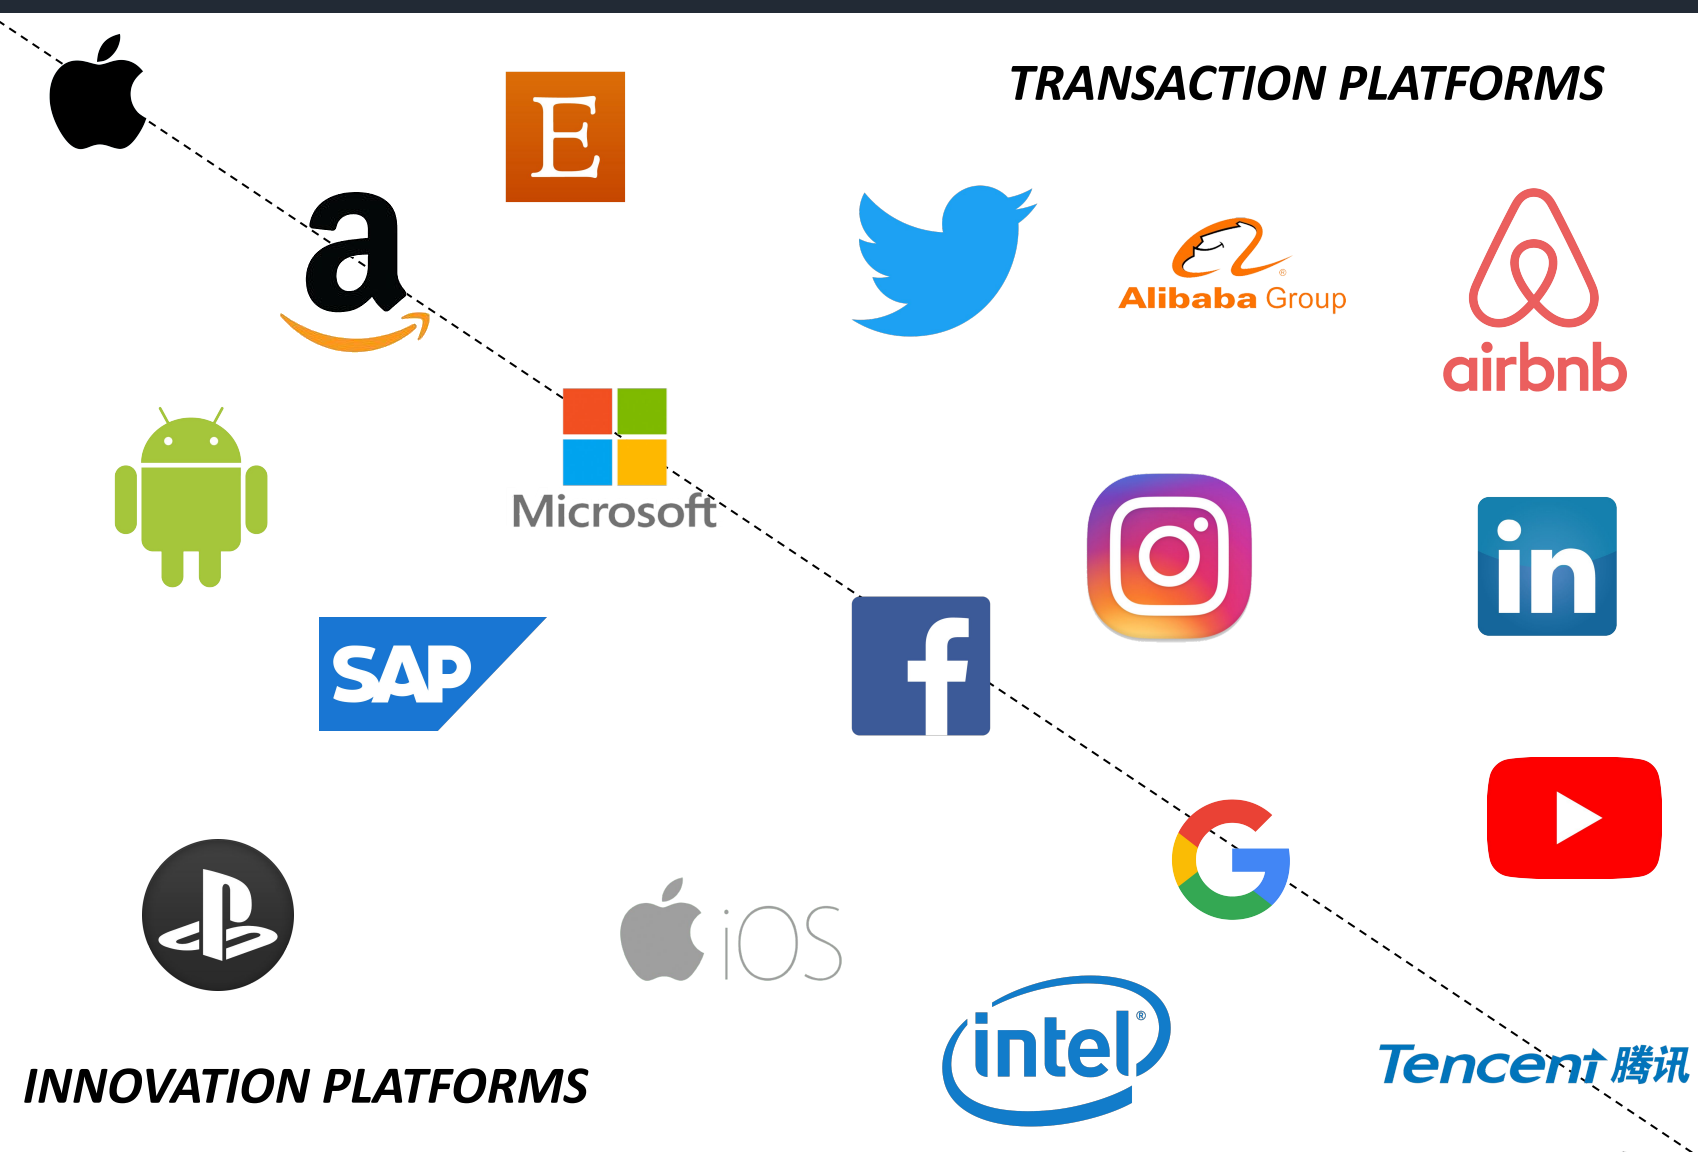 TRANSACTION PLATFORMS
E
a
Alibaba Group
®
airbnb
Microsoft
in
SAP
f
G
iOS
intel®
Tencent 腾讯
INNOVATION PLATFORMS